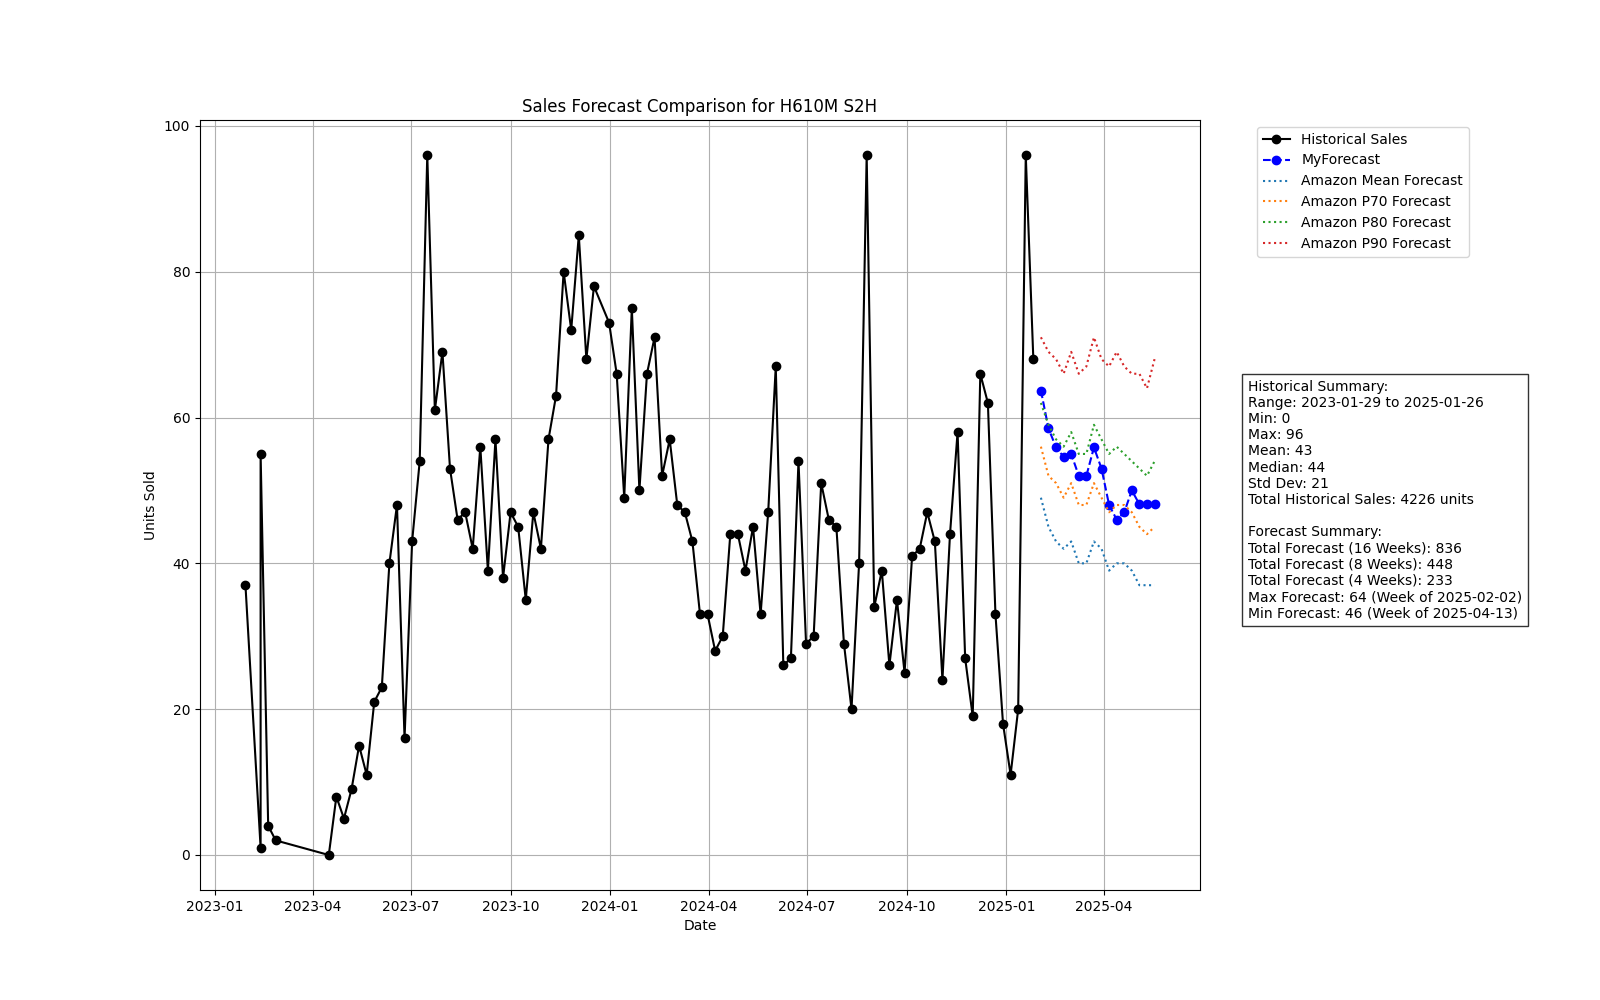 Sales Forecast Comparison for H610M S2H
100
80
60
40
20
0
Units Sold
2023-01
2023-04
2023-07
2023-10
2024-01
2024-04
2024-07
2024-10
2025-01
2025-04
Date
Historical Sales
MyForecast
Amazon Mean Forecast
Amazon P70 Forecast
Amazon P80 Forecast
Amazon P90 Forecast
Historical Summary:
Range: 2023-01-29 to 2025-01-26
Min: 0
Max: 96
Mean: 43
Median: 44
Std Dev: 21
Total Historical Sales: 4226 units
Forecast Summary:
Total Forecast (16 Weeks): 836
Total Forecast (8 Weeks): 448
Total Forecast (4 Weeks): 233
Max Forecast: 64 (Week of 2025-02-02)
Min Forecast: 46 (Week of 2025-04-13)